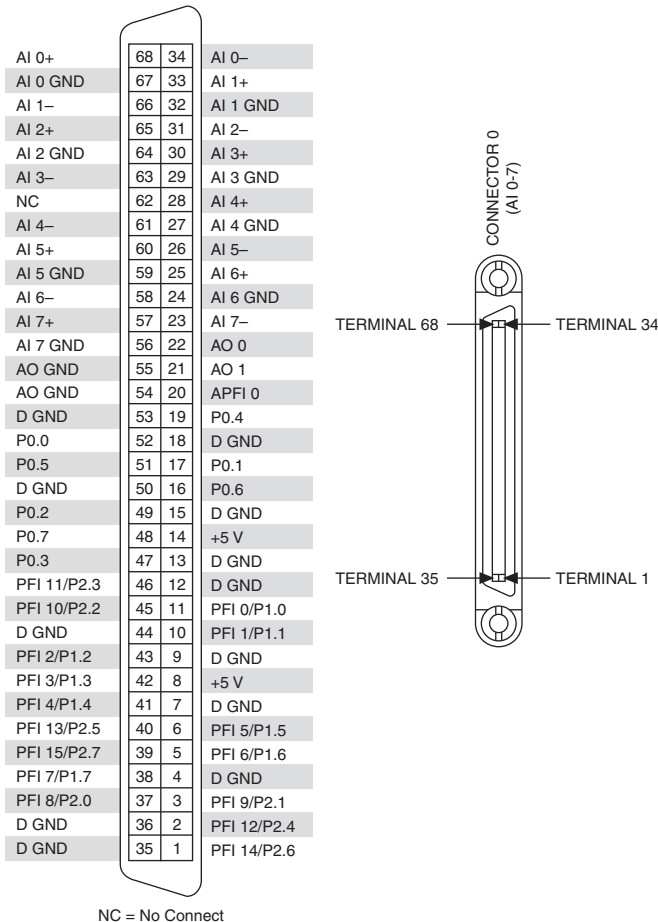 AI 0+ 68 34 AI 0–
AI 0 GND 67 33 AI 1+
AI 1– 66 32 AI 1 GND
AI 2+ 65 31 AI 2–
AI 2 GND 64 30 AI 3+
AI 3– 63 29 AI 3 GND
NC 62 28 AI 4+
AI 4– 61 27 AI 4 GND
AI 5+ 60 26 AI 5–
AI 5 GND 59 25 AI 6+
AI 6– 58 24 AI 6 GND
AI 7+ 57 23 AI 7–
AI 7 GND 56 22 AO 0
AO GND 55 21 AO 1
AO GND 54 20 APFI 0
D GND 53 19 P0.4
P0.0 52 18 D GND
P0.5 51 17 P0.1
D GND 50 16 P0.6
P0.2 49 15 D GND
P0.7 48 14 +5 V
P0.3 47 13 D GND
PFI 11/P2.3 46 12 D GND
PFI 10/P2.2 45 11 PFI 0/P1.0
D GND 44 10 PFI 1/P1.1
PFI 2/P1.2 43 9 D GND
PFI 3/P1.3 42 8 +5 V
PFI 4/P1.4 41 7 D GND
PFI 13/P2.5 40 6 PFI 5/P1.5
PFI 15/P2.7 39 5 PFI 6/P1.6
PFI 7/P1.7 38 4 D GND
PFI 8/P2.0 37 3 PFI 9/P2.1
D GND 36 2 PFI 12/P2.4
D GND 35 1 PFI 14/P2.6
NC = No Connect
CONNECTOR 0
(AI 0-7)
TERMINAL 68 TERMINAL 34
TERMINAL 35 TERMINAL 1